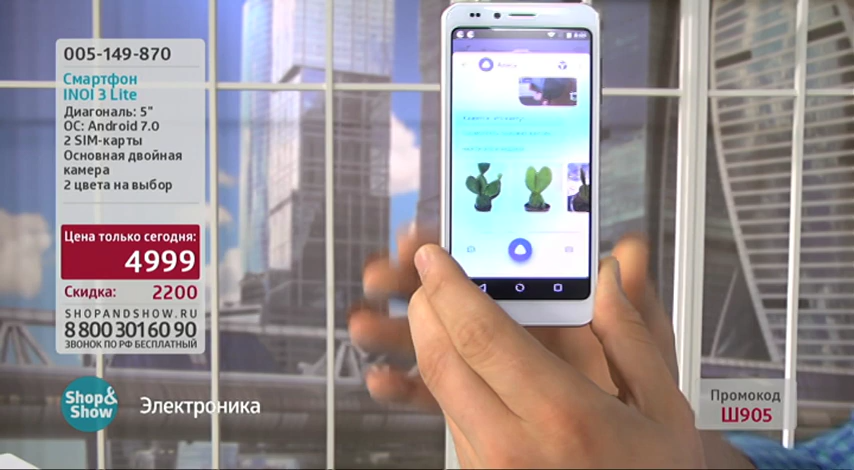 005-149-870
Смартфон
INOI 3 Lite
Диагональ: 5"
ОС: Android 7.0
2 SIM-карты
Основная двойная
камера
2 цвета на выбор
Цена только сегодня:
4999
Скидка: 2200
SHOPANDSHOW.RU
8 800 301 60 90
ЗВОНОК ПО РФ БЕСПЛАТНЫЙ
Shop&
Show
Электроника
Промокод
Ш905
Алиса